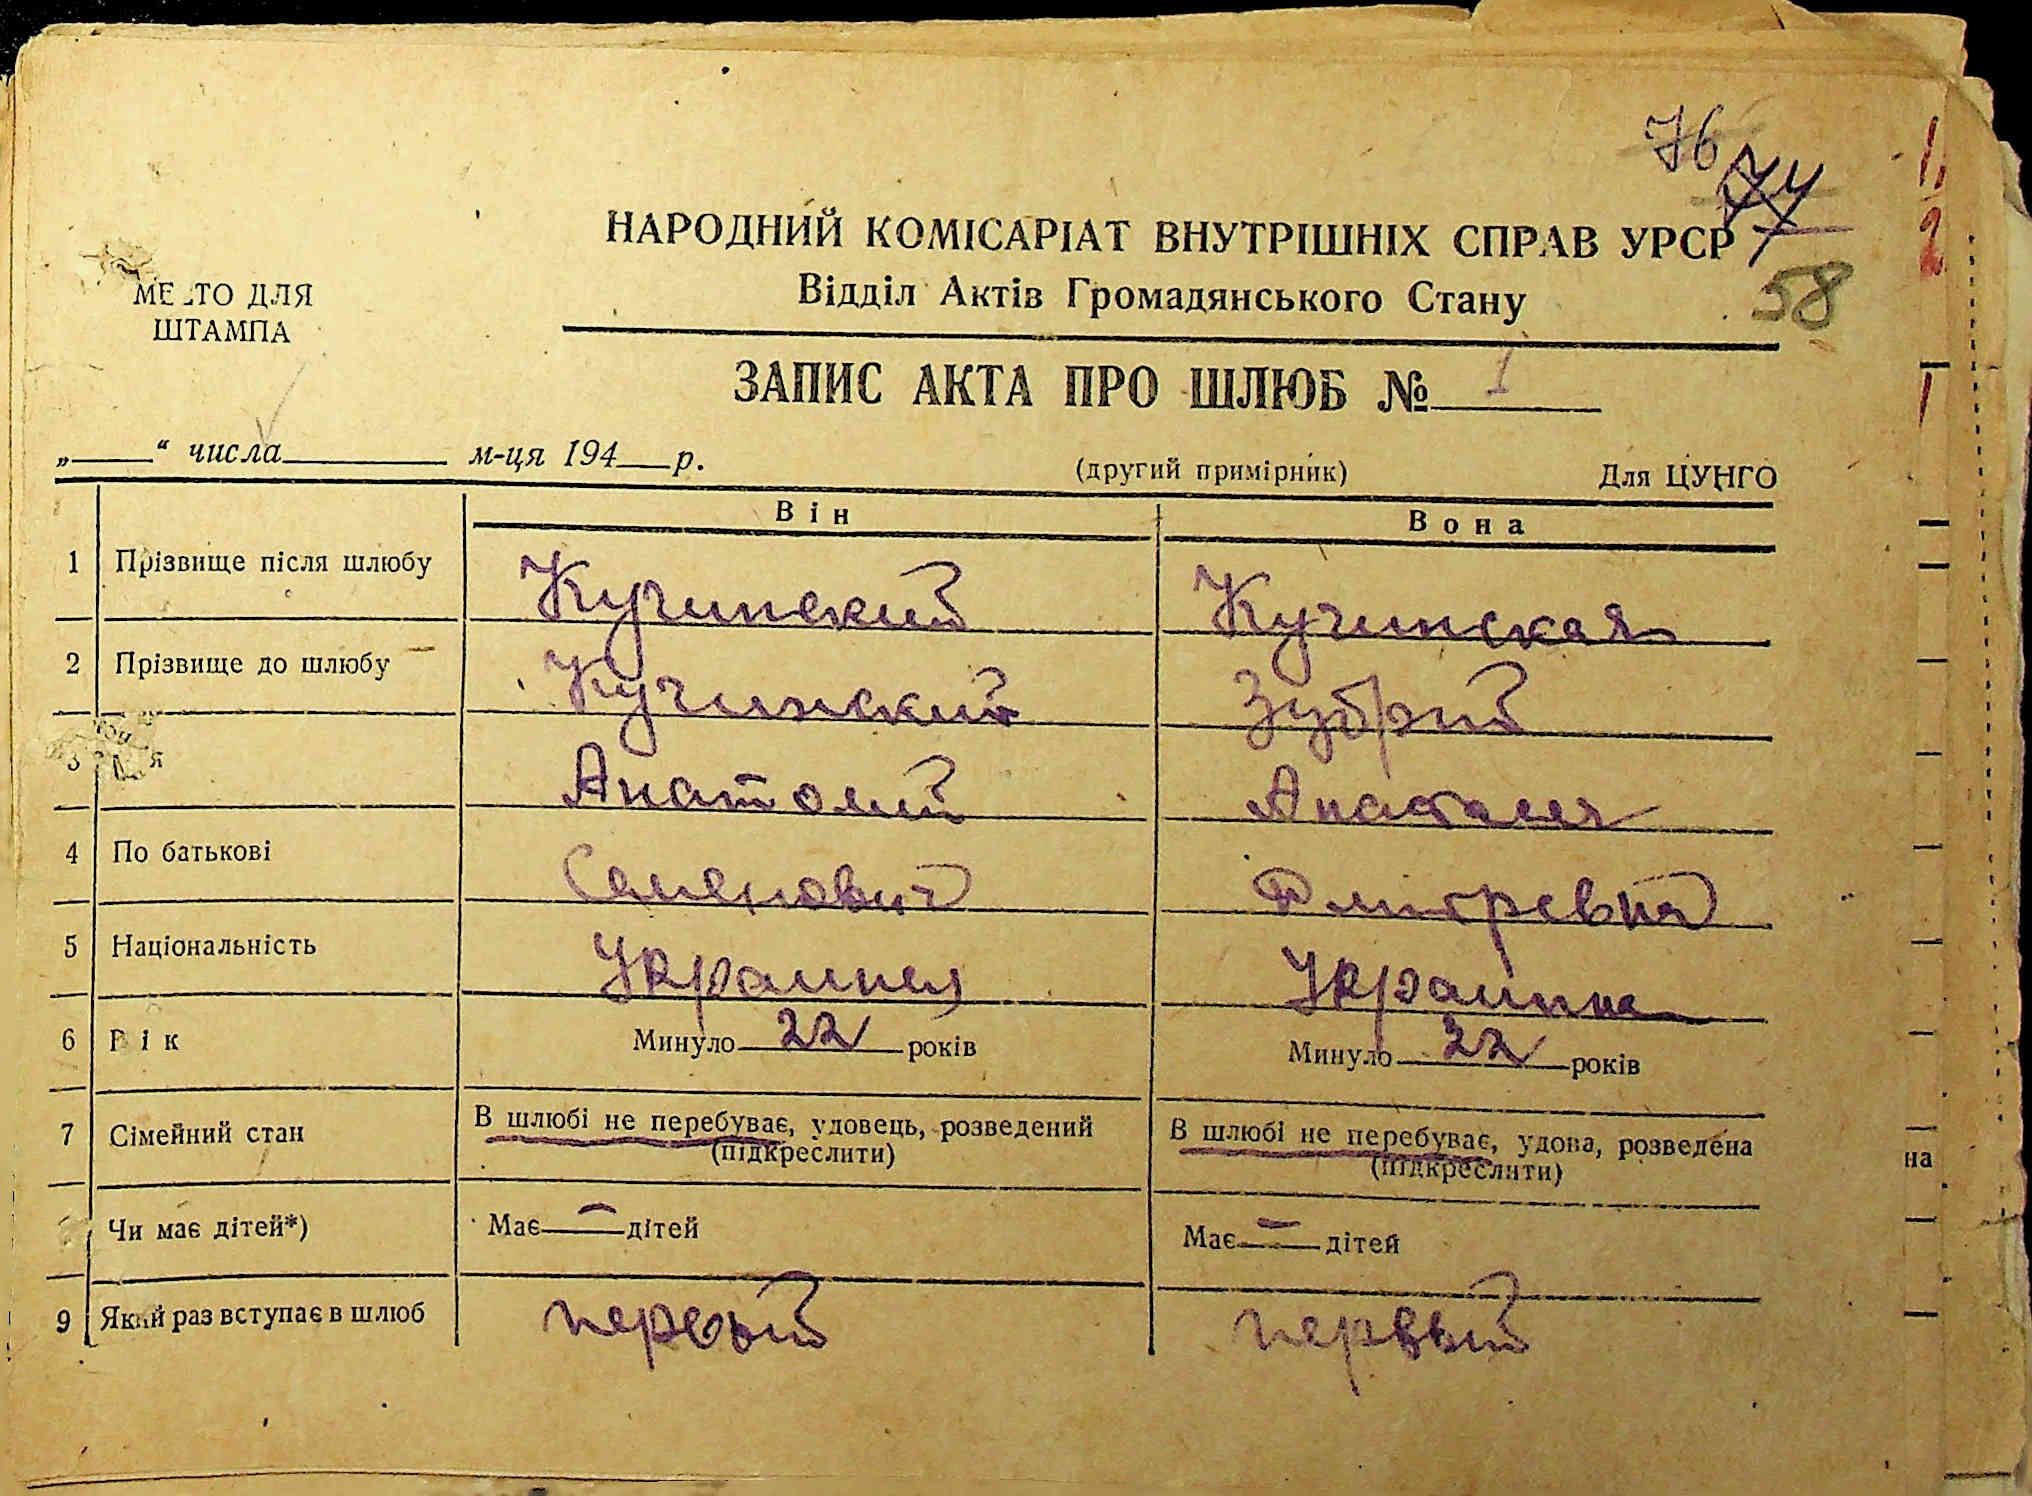 76
58
НАРОДНИЙ КОМІСАРІАТ ВНУТРІШНІХ СПРАВ УРСР
Відділ Актів Громадянського Стану
МЕСТО ДЛЯ
ШТАМПА
ЗАПИС АКТА ПРО ШЛЮБ № 1
„ “ числа м-ця 194 р.
(другий примірник) Для ЦУНГО
Він Вона
1 Прізвище після шлюбу Кучинский Кучинская
2 Прізвище до шлюбу Кучинский Зубрий
3 Анатолий Анастасия
4 По батькові Семенович Дмитревна
5 Національність Украинец Украинка
6 Вік Минуло 22 років Минуло 22 років
7 Сімейний стан В шлюбі не перебуває, удовець, розведений В шлюбі не перебуває, удова, розведена
(підкреслити) (підкреслити)
на
Чи має дітей*) Має — дітей Має — дітей
9 Який раз вступає в шлюб первый первый